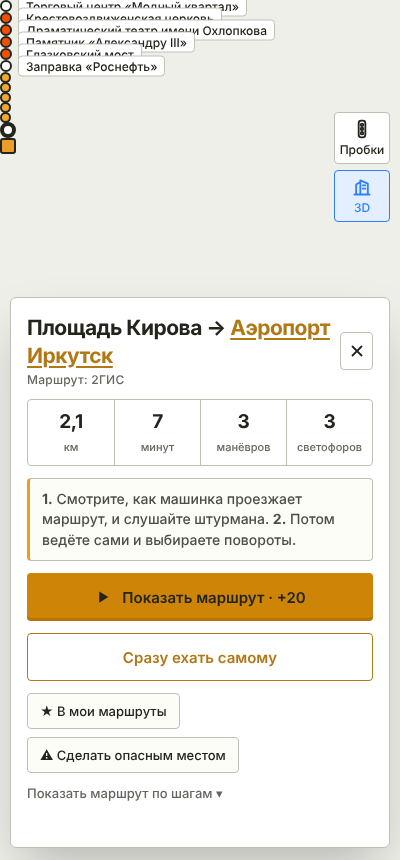 Торговый центр «Модный квартал»
Крестовоздвиженская церковь
Драматический театр имени Охлопкова
Памятник «Александру III»
Глазковский мост
Заправка «Роснефть»
Пробки
3D
Площадь Кирова → Аэропорт
Иркутск
Маршрут: 2ГИС
2,1 7 3 3
км минут манёвров светофоров
1. Смотрите, как машинка проезжает
маршрут, и слушайте штурмана. 2. Потом
ведёте сами и выбираете повороты.
Показать маршрут · +20
Сразу ехать самому
★ В мои маршруты
⚠ Сделать опасным местом
Показать маршрут по шагам ▾